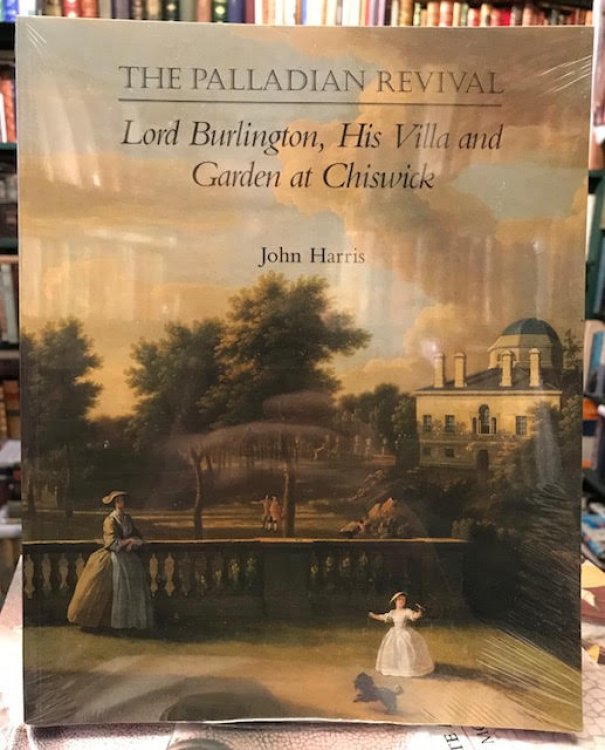 THE PALLADIAN REVIVAL
Lord Burlington, His Villa and
Garden at Chiswick
John Harris